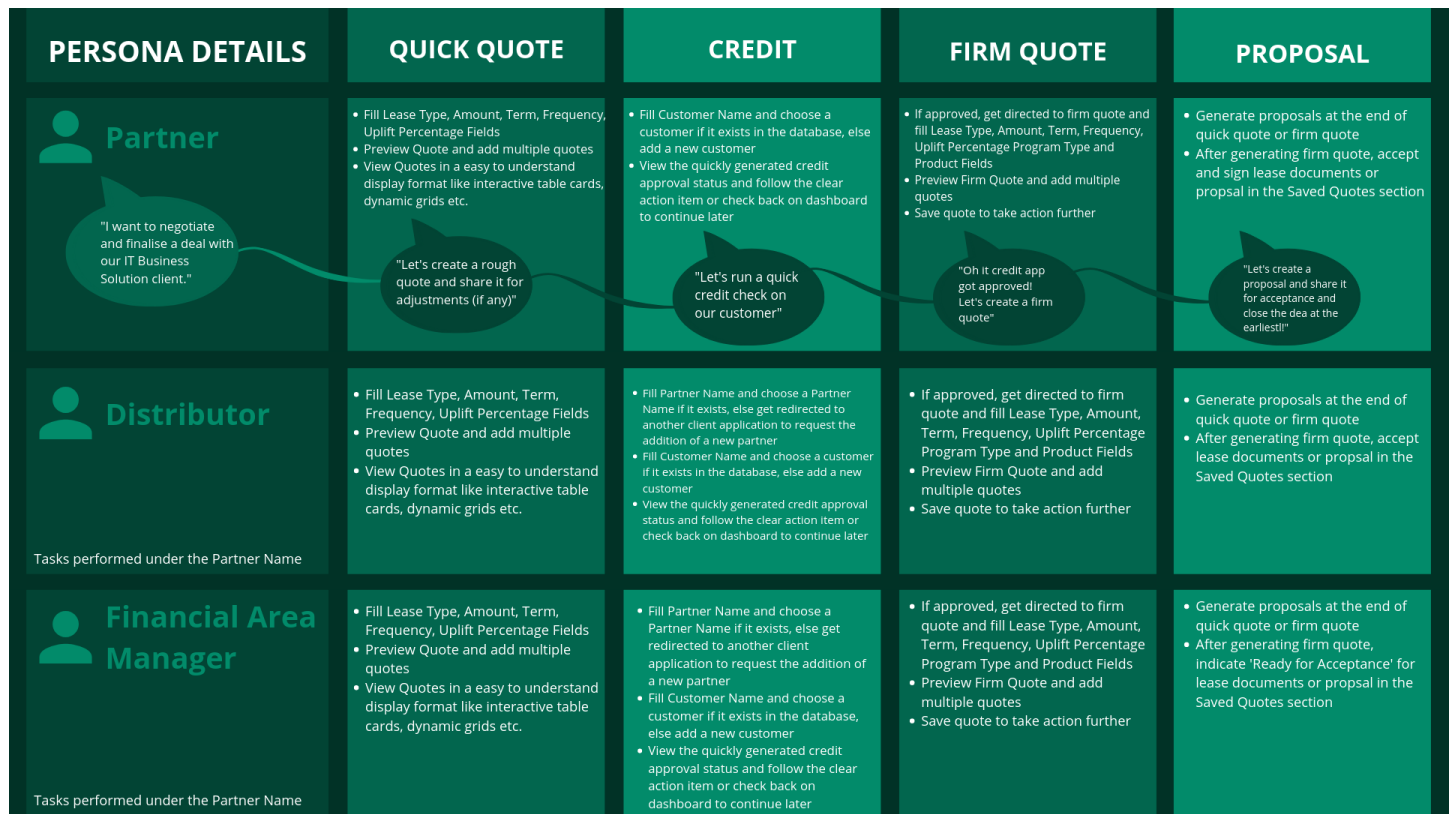 PERSONA DETAILS
QUICK QUOTE
CREDIT
FIRM QUOTE
PROPOSAL
Partner
"I want to negotiate
and finalise a deal with
our IT Business
Solution client."
• Fill Lease Type, Amount, Term, Frequency,
Uplift Percentage Fields
• Preview Quote and add multiple quotes
• View Quotes in a easy to understand
display format like interactive table cards,
dynamic grids etc.
"Let's create a rough
quote and share it for
adjustments (if any)"
• Fill Customer Name and choose a
customer if it exists in the database, else
add a new customer
• View the quickly generated credit
approval status and follow the clear
action item or check back on dashboard
to continue later
"Let's run a quick
credit check on
our customer"
• If approved, get directed to firm quote and
fill Lease Type, Amount, Term, Frequency,
Uplift Percentage Program Type and
Product Fields
• Preview Firm Quote and add multiple
quotes
• Save quote to take action further
"Oh it credit app
got approved!
Let's create a firm
quote"
• Generate proposals at the end of
quick quote or firm quote
• After generating firm quote, accept
and sign lease documents or
propsal in the Saved Quotes section
"Let's create a
proposal and share it
for acceptance and
close the dea at the
earliestl!"
Distributor
Tasks performed under the Partner Name
• Fill Lease Type, Amount, Term,
Frequency, Uplift Percentage Fields
• Preview Quote and add multiple
quotes
• View Quotes in a easy to understand
display format like interactive table
cards, dynamic grids etc.
• Fill Partner Name and choose a Partner
Name if it exists, else get redirected to
another client application to request the
addition of a new partner
• Fill Customer Name and choose a customer
if it exists in the database, else add a new
customer
• View the quickly generated credit approval
status and follow the clear action item or
check back on dashboard to continue later
• If approved, get directed to firm
quote and fill Lease Type, Amount,
Term, Frequency, Uplift Percentage
Program Type and Product Fields
• Preview Firm Quote and add
multiple quotes
• Save quote to take action further
• Generate proposals at the end of
quick quote or firm quote
• After generating firm quote, accept
lease documents or propsal in the
Saved Quotes section
Financial Area
Manager
Tasks performed under the Partner Name
• Fill Lease Type, Amount, Term,
Frequency, Uplift Percentage Fields
• Preview Quote and add multiple
quotes
• View Quotes in a easy to understand
display format like interactive table
cards, dynamic grids etc.
• Fill Partner Name and choose a
Partner Name if it exists, else get
redirected to another client
application to request the addition of
a new partner
• Fill Customer Name and choose a
customer if it exists in the database,
else add a new customer
• View the quickly generated credit
approval status and follow the clear
action item or check back on
dashboard to continue later
• If approved, get directed to firm
quote and fill Lease Type, Amount,
Term, Frequency, Uplift Percentage
Program Type and Product Fields
• Preview Firm Quote and add
multiple quotes
• Save quote to take action further
• Generate proposals at the end of
quick quote or firm quote
• After generating firm quote,
indicate 'Ready for Acceptance' for
lease documents or propsal in the
Saved Quotes section